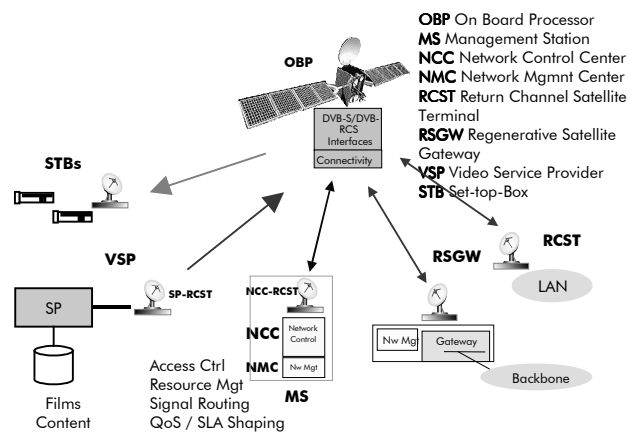 OBP On Board Processor
MS Management Station
NCC Network Control Center
NMC Network Mgmnt Center
RCST Return Channel Satellite
Terminal
RSGW Regenerative Satellite
Gateway
VSP Video Service Provider
STB Set-top-Box
OBP
DVB-S/DVB-
RCS
Interfaces
Connectivity
STBs
VSP
SP-RCST
SP
Films
Content
NCC-RCST
NCC
Network
Control
NMC
Nw Mgt
MS
Access Ctrl
Resource Mgt
Signal Routing
QoS / SLA Shaping
RSGW
Nw Mgt
Gateway
Backbone
RCST
LAN